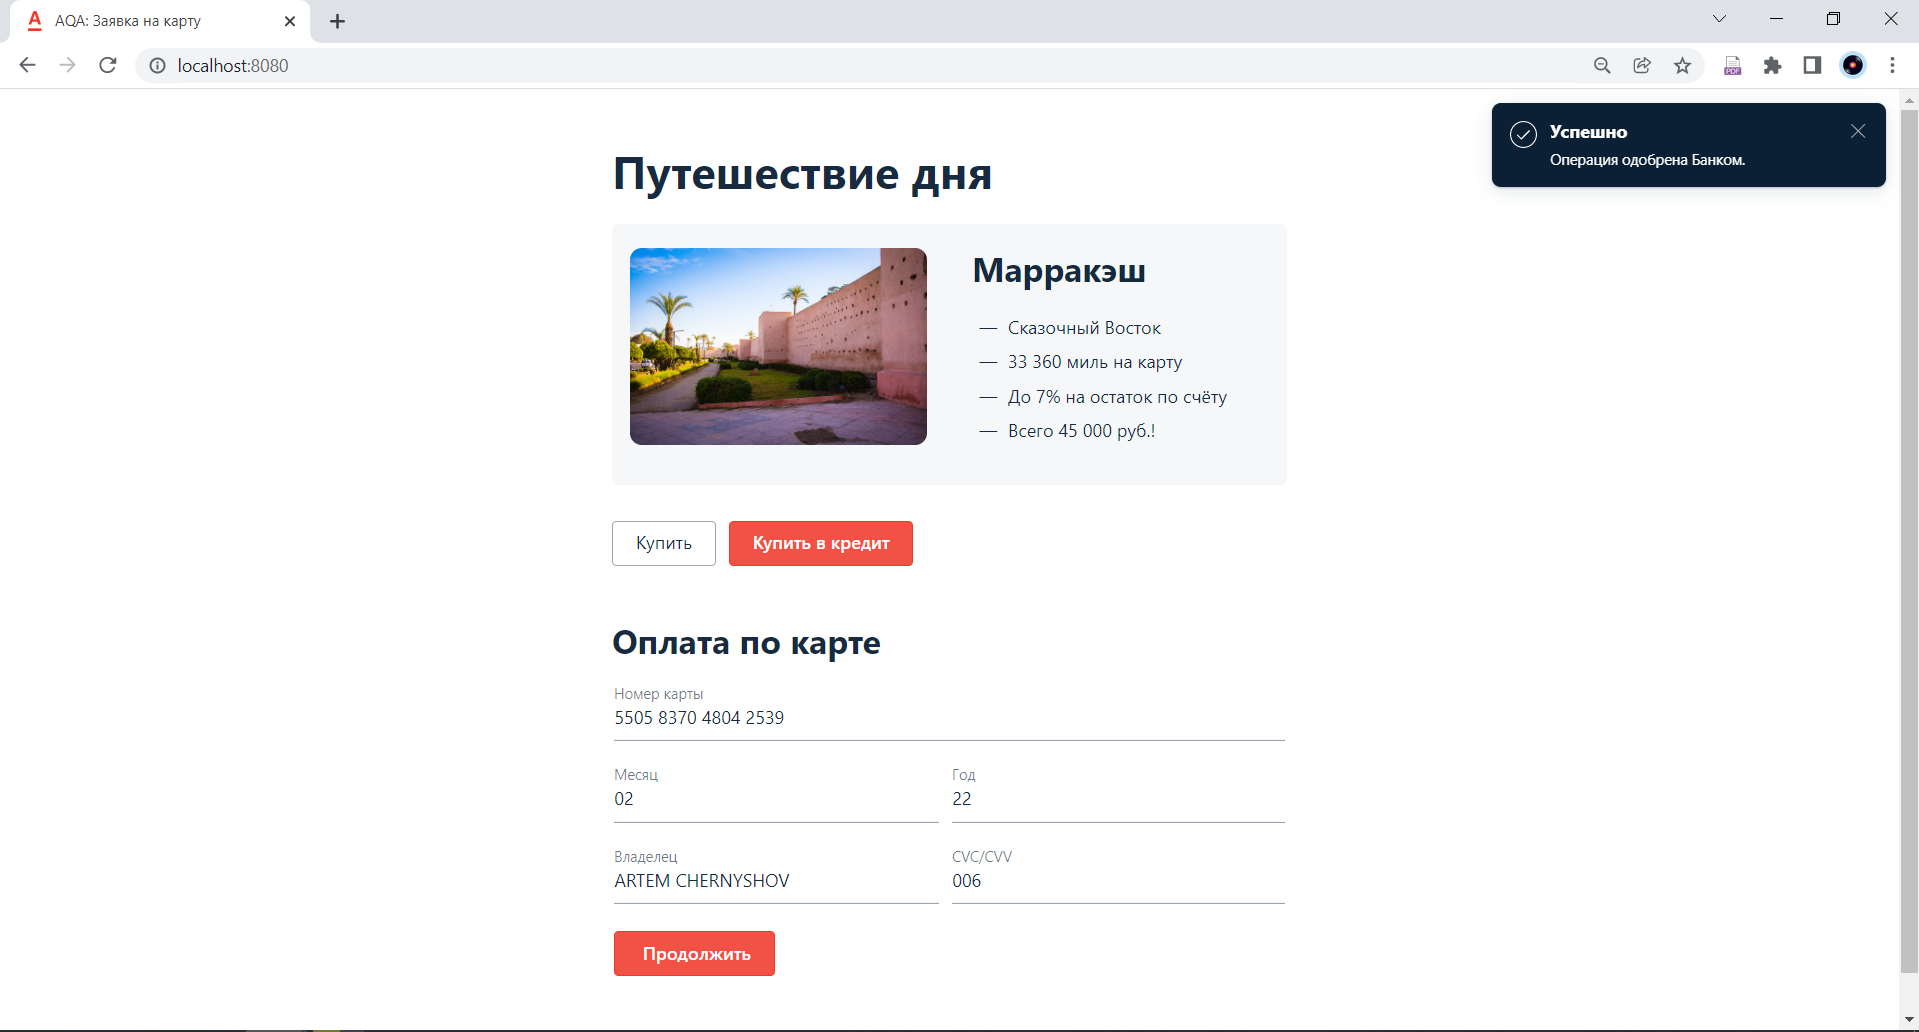 AQA: Заявка на карту
localhost:8080
PDF
Успешно
Операция одобрена Банком.
Путешествие дня
Марракэш
— Сказочный Восток
— 33 360 миль на карту
— До 7% на остаток по счёту
— Всего 45 000 руб.!
Купить
Купить в кредит
Оплата по карте
Номер карты
5505 8370 4804 2539
Месяц
02
Год
22
Владелец
ARTEM CHERNYSHOV
CVC/CVV
006
Продолжить